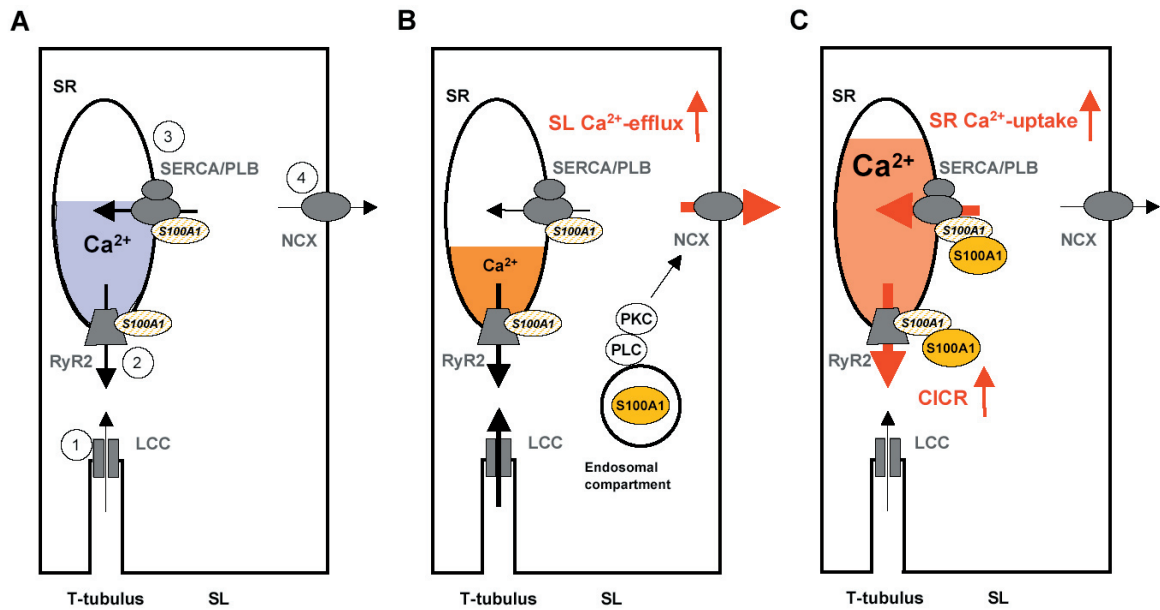 A
SR
3
SERCA/PLB
4
S100A1
NCX
Ca²⁺
S100A1
RyR2
2
1
LCC
T-tubulus
SL
B
SR
SL Ca²⁺-efflux
SERCA/PLB
S100A1
NCX
Ca²⁺
S100A1
PKC
RyR2
PLC
S100A1
LCC
Endosomal
compartment
T-tubulus
SL
C
SR
SR Ca²⁺-uptake
Ca²⁺
SERCA/PLB
S100A1
NCX
S100A1
S100A1
S100A1
RyR2
CICR
LCC
T-tubulus
SL